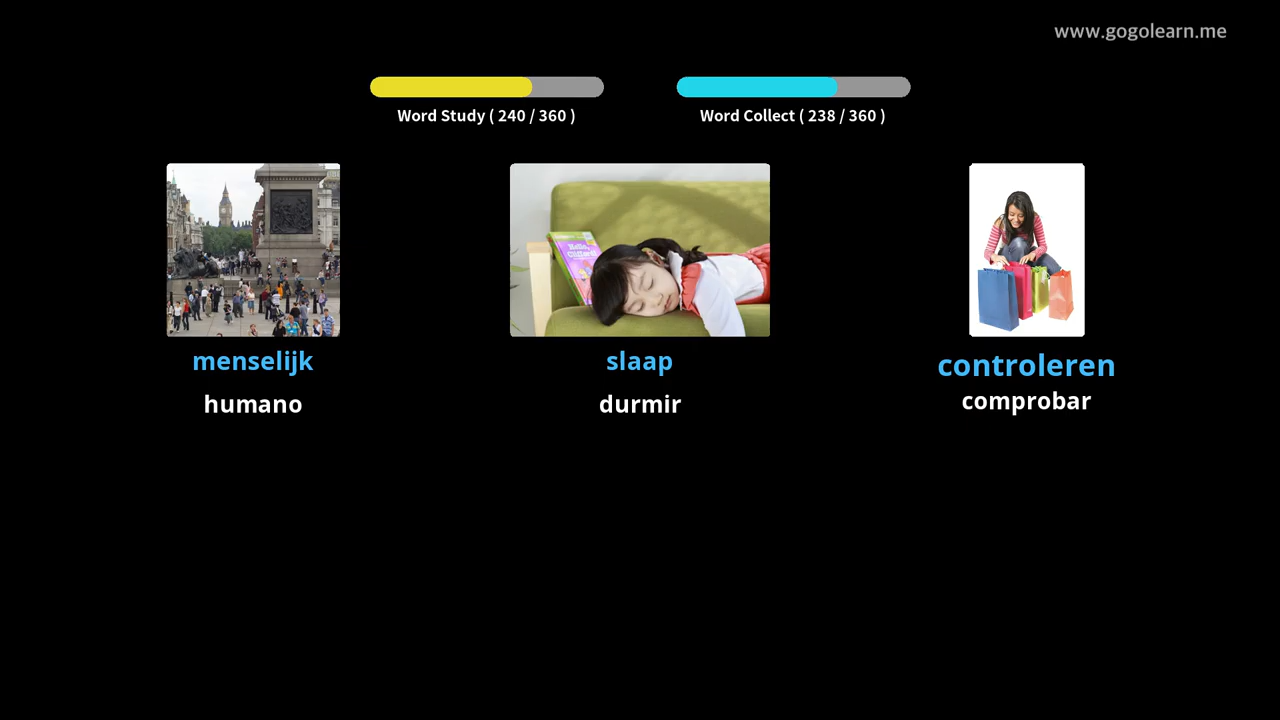 www.gogolearn.me
Word Study ( 240 / 360 )
Word Collect ( 238 / 360 )
menselijk
slaap
controleren
humano
durmir
comprobar